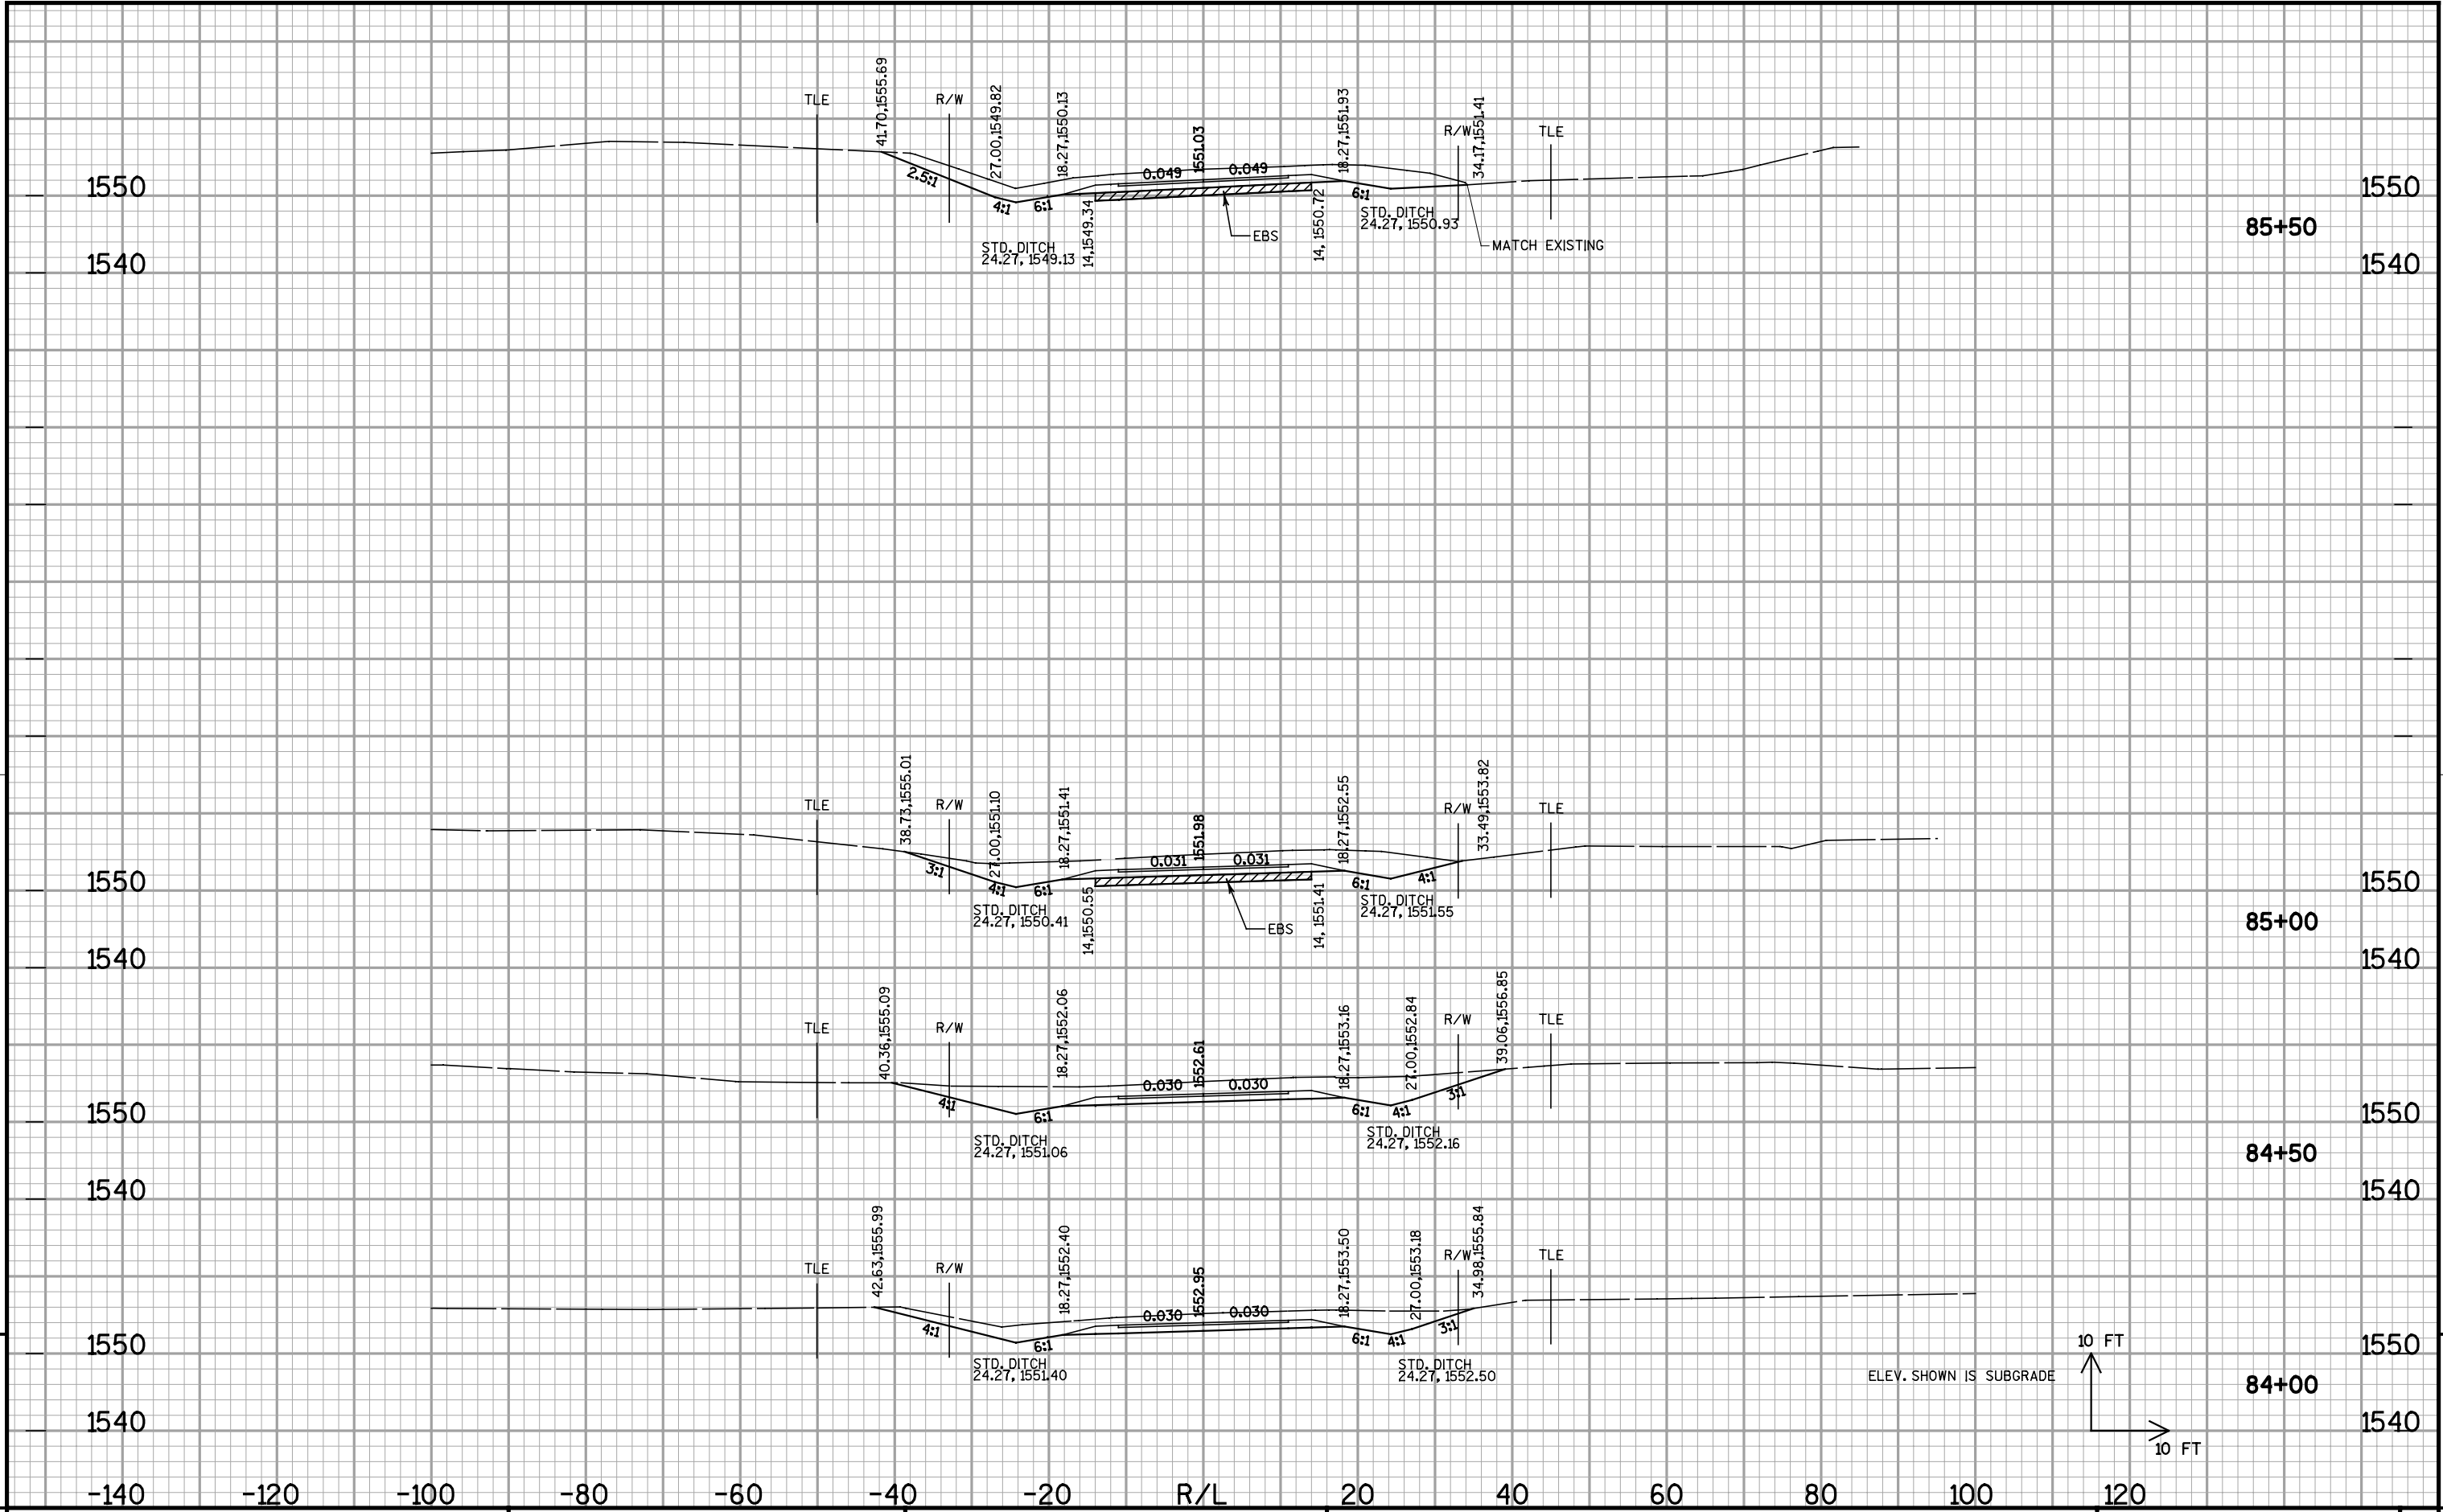 41.70,1555.69
TLE
R/W
27.00,1549.82
18.27,1550.13
1551.03
18.27,1551.93
R/W
34.17,1551.41
TLE
2.5:1
0.049
0.049
1550
4:1
6:1
6:1
1550
STD. DITCH
24.27, 1549.13
14,1549.34
EBS
14, 1550.72
STD. DITCH
24.27, 1550.93
MATCH EXISTING
85+50
1540
1540
38.73,1555.01
TLE
R/W
27.00,1551.10
18.27,1551.41
1551.98
18.27,1552.55
R/W
33.49,1553.82
TLE
3:1
0.031
0.031
1550
4:1
6:1
6:1
4:1
1550
STD. DITCH
24.27, 1550.41
14,1550.55
EBS
14, 1551.41
STD. DITCH
24.27, 1551.55
85+00
1540
1540
TLE
40.36,1555.09
R/W
18.27,1552.06
1552.61
18.27,1553.16
27.00,1552.84
R/W
39.06,1556.85
TLE
0.030
0.030
1550
4:1
6:1
6:1
4:1
3:1
1550
STD. DITCH
24.27, 1551.06
STD. DITCH
24.27, 1552.16
84+50
1540
1540
TLE
42.63,1555.99
R/W
18.27,1552.40
1552.95
18.27,1553.50
27.00,1553.18
R/W
34.98,1555.84
TLE
0.030
0.030
1550
4:1
6:1
6:1
4:1
3:1
1550
STD. DITCH
24.27, 1551.40
STD. DITCH
24.27, 1552.50
ELEV. SHOWN IS SUBGRADE
10 FT
84+00
1540
1540
10 FT
-140 -120 -100 -80 -60 -40 -20 R/L 20 40 60 80 100 120